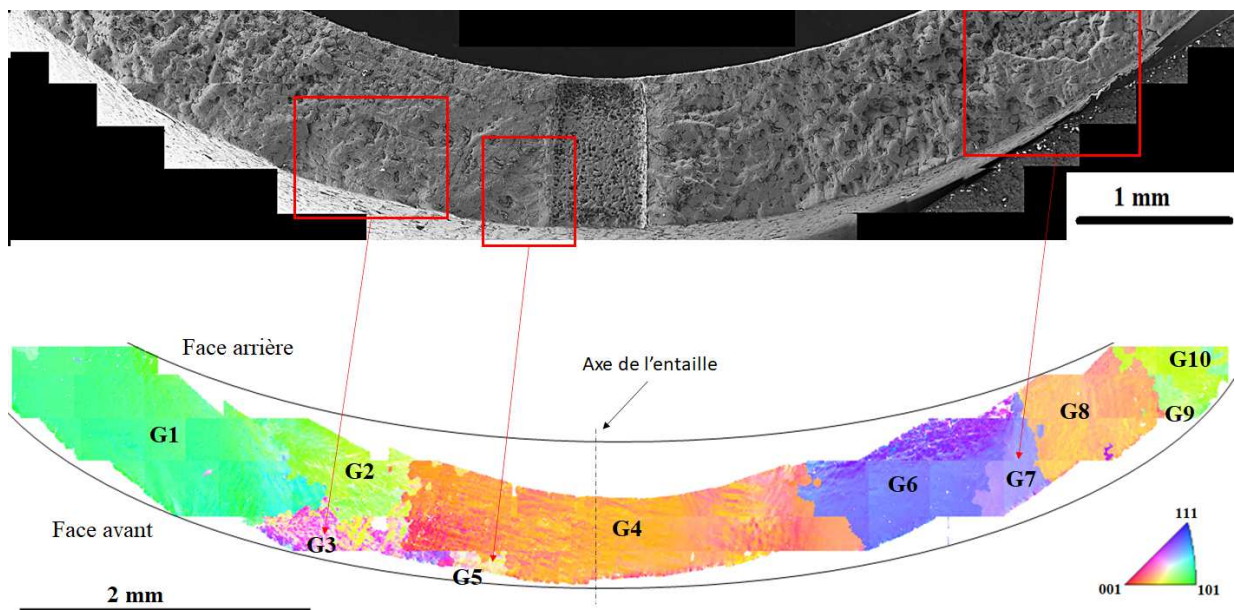 1 mm
Face arrière
Axe de l'entaille
G10
G1
G8
G9
G2
G6
G7
G4
Face avant
G3
G5
111
001
101
2 mm